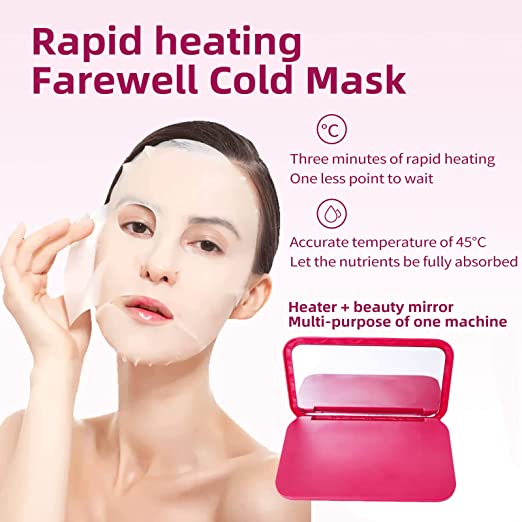 Rapid heating
Farewell Cold Mask
°C
Three minutes of rapid heating
One less point to wait
Accurate temperature of 45°C
Let the nutrients be fully absorbed
Heater + beauty mirror
Multi-purpose of one machine